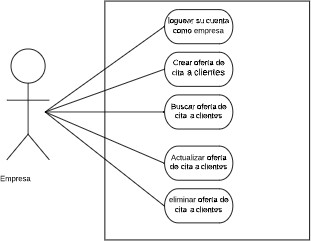 loguear su cuenta
como empresa
Crear oferta de
cita a clientes
Buscar oferta de
cita a clientes
Actualizar oferta
de cita a clientes
eliminar oferta de
cita a clientes
Empresa